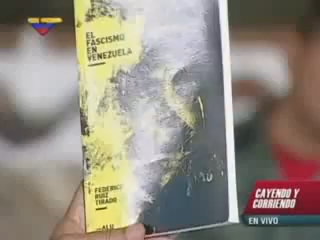 EL
FASCISMO
EN
VENEZUELA
FEDERICO
RUIZ
TIRADO
CAYENDO Y
CORRIENDO
EN VIVO